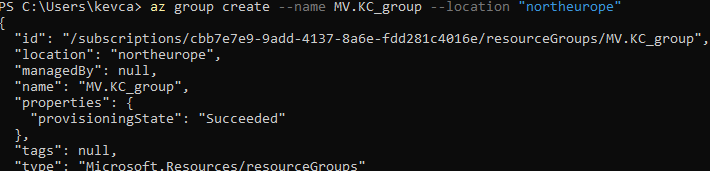 PS C:\Users\kevca> az group create --name MV.KC_group --location "northeurope"
{
  "id": "/subscriptions/cbb7e7e9-9add-4137-8a6e-fdd281c4016e/resourceGroups/MV.KC_group",
  "location": "northeurope",
  "managedBy": null,
  "name": "MV.KC_group",
  "properties": {
    "provisioningState": "Succeeded"
  },
  "tags": null,
  "type": "Microsoft.Resources/resourceGroups"